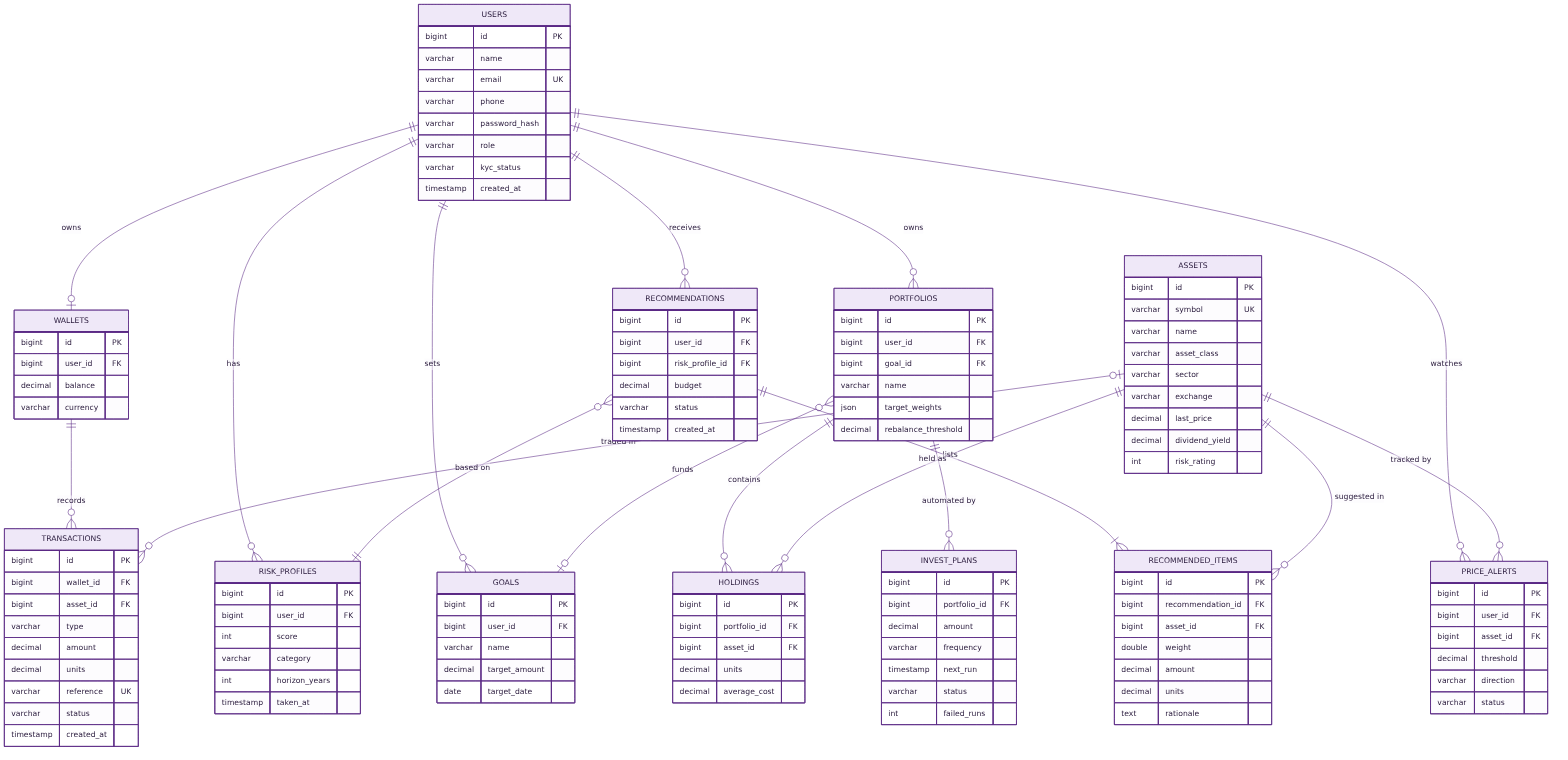 USERS
bigint id PK
varchar name
varchar email UK
varchar phone
varchar password_hash
varchar role
varchar kyc_status
timestamp created_at
owns
has
sets
receives
owns
watches
WALLETS
bigint id PK
bigint user_id FK
decimal balance
varchar currency
RECOMMENDATIONS
bigint id PK
bigint user_id FK
bigint risk_profile_id FK
decimal budget
varchar status
timestamp created_at
PORTFOLIOS
bigint id PK
bigint user_id FK
bigint goal_id FK
varchar name
json target_weights
decimal rebalance_threshold
ASSETS
bigint id PK
varchar symbol UK
varchar name
varchar asset_class
varchar sector
varchar exchange
decimal last_price
decimal dividend_yield
int risk_rating
records
based on
traded in
funds
contains
held as
lists
automated by
suggested in
tracked by
TRANSACTIONS
bigint id PK
bigint wallet_id FK
bigint asset_id FK
varchar type
decimal amount
decimal units
varchar reference UK
varchar status
timestamp created_at
RISK_PROFILES
bigint id PK
bigint user_id FK
int score
varchar category
int horizon_years
timestamp taken_at
GOALS
bigint id PK
bigint user_id FK
varchar name
decimal target_amount
date target_date
HOLDINGS
bigint id PK
bigint portfolio_id FK
bigint asset_id FK
decimal units
decimal average_cost
INVEST_PLANS
bigint id PK
bigint portfolio_id FK
decimal amount
varchar frequency
timestamp next_run
varchar status
int failed_runs
RECOMMENDED_ITEMS
bigint id PK
bigint recommendation_id FK
bigint asset_id FK
double weight
decimal amount
decimal units
text rationale
PRICE_ALERTS
bigint id PK
bigint user_id FK
bigint asset_id FK
decimal threshold
varchar direction
varchar status